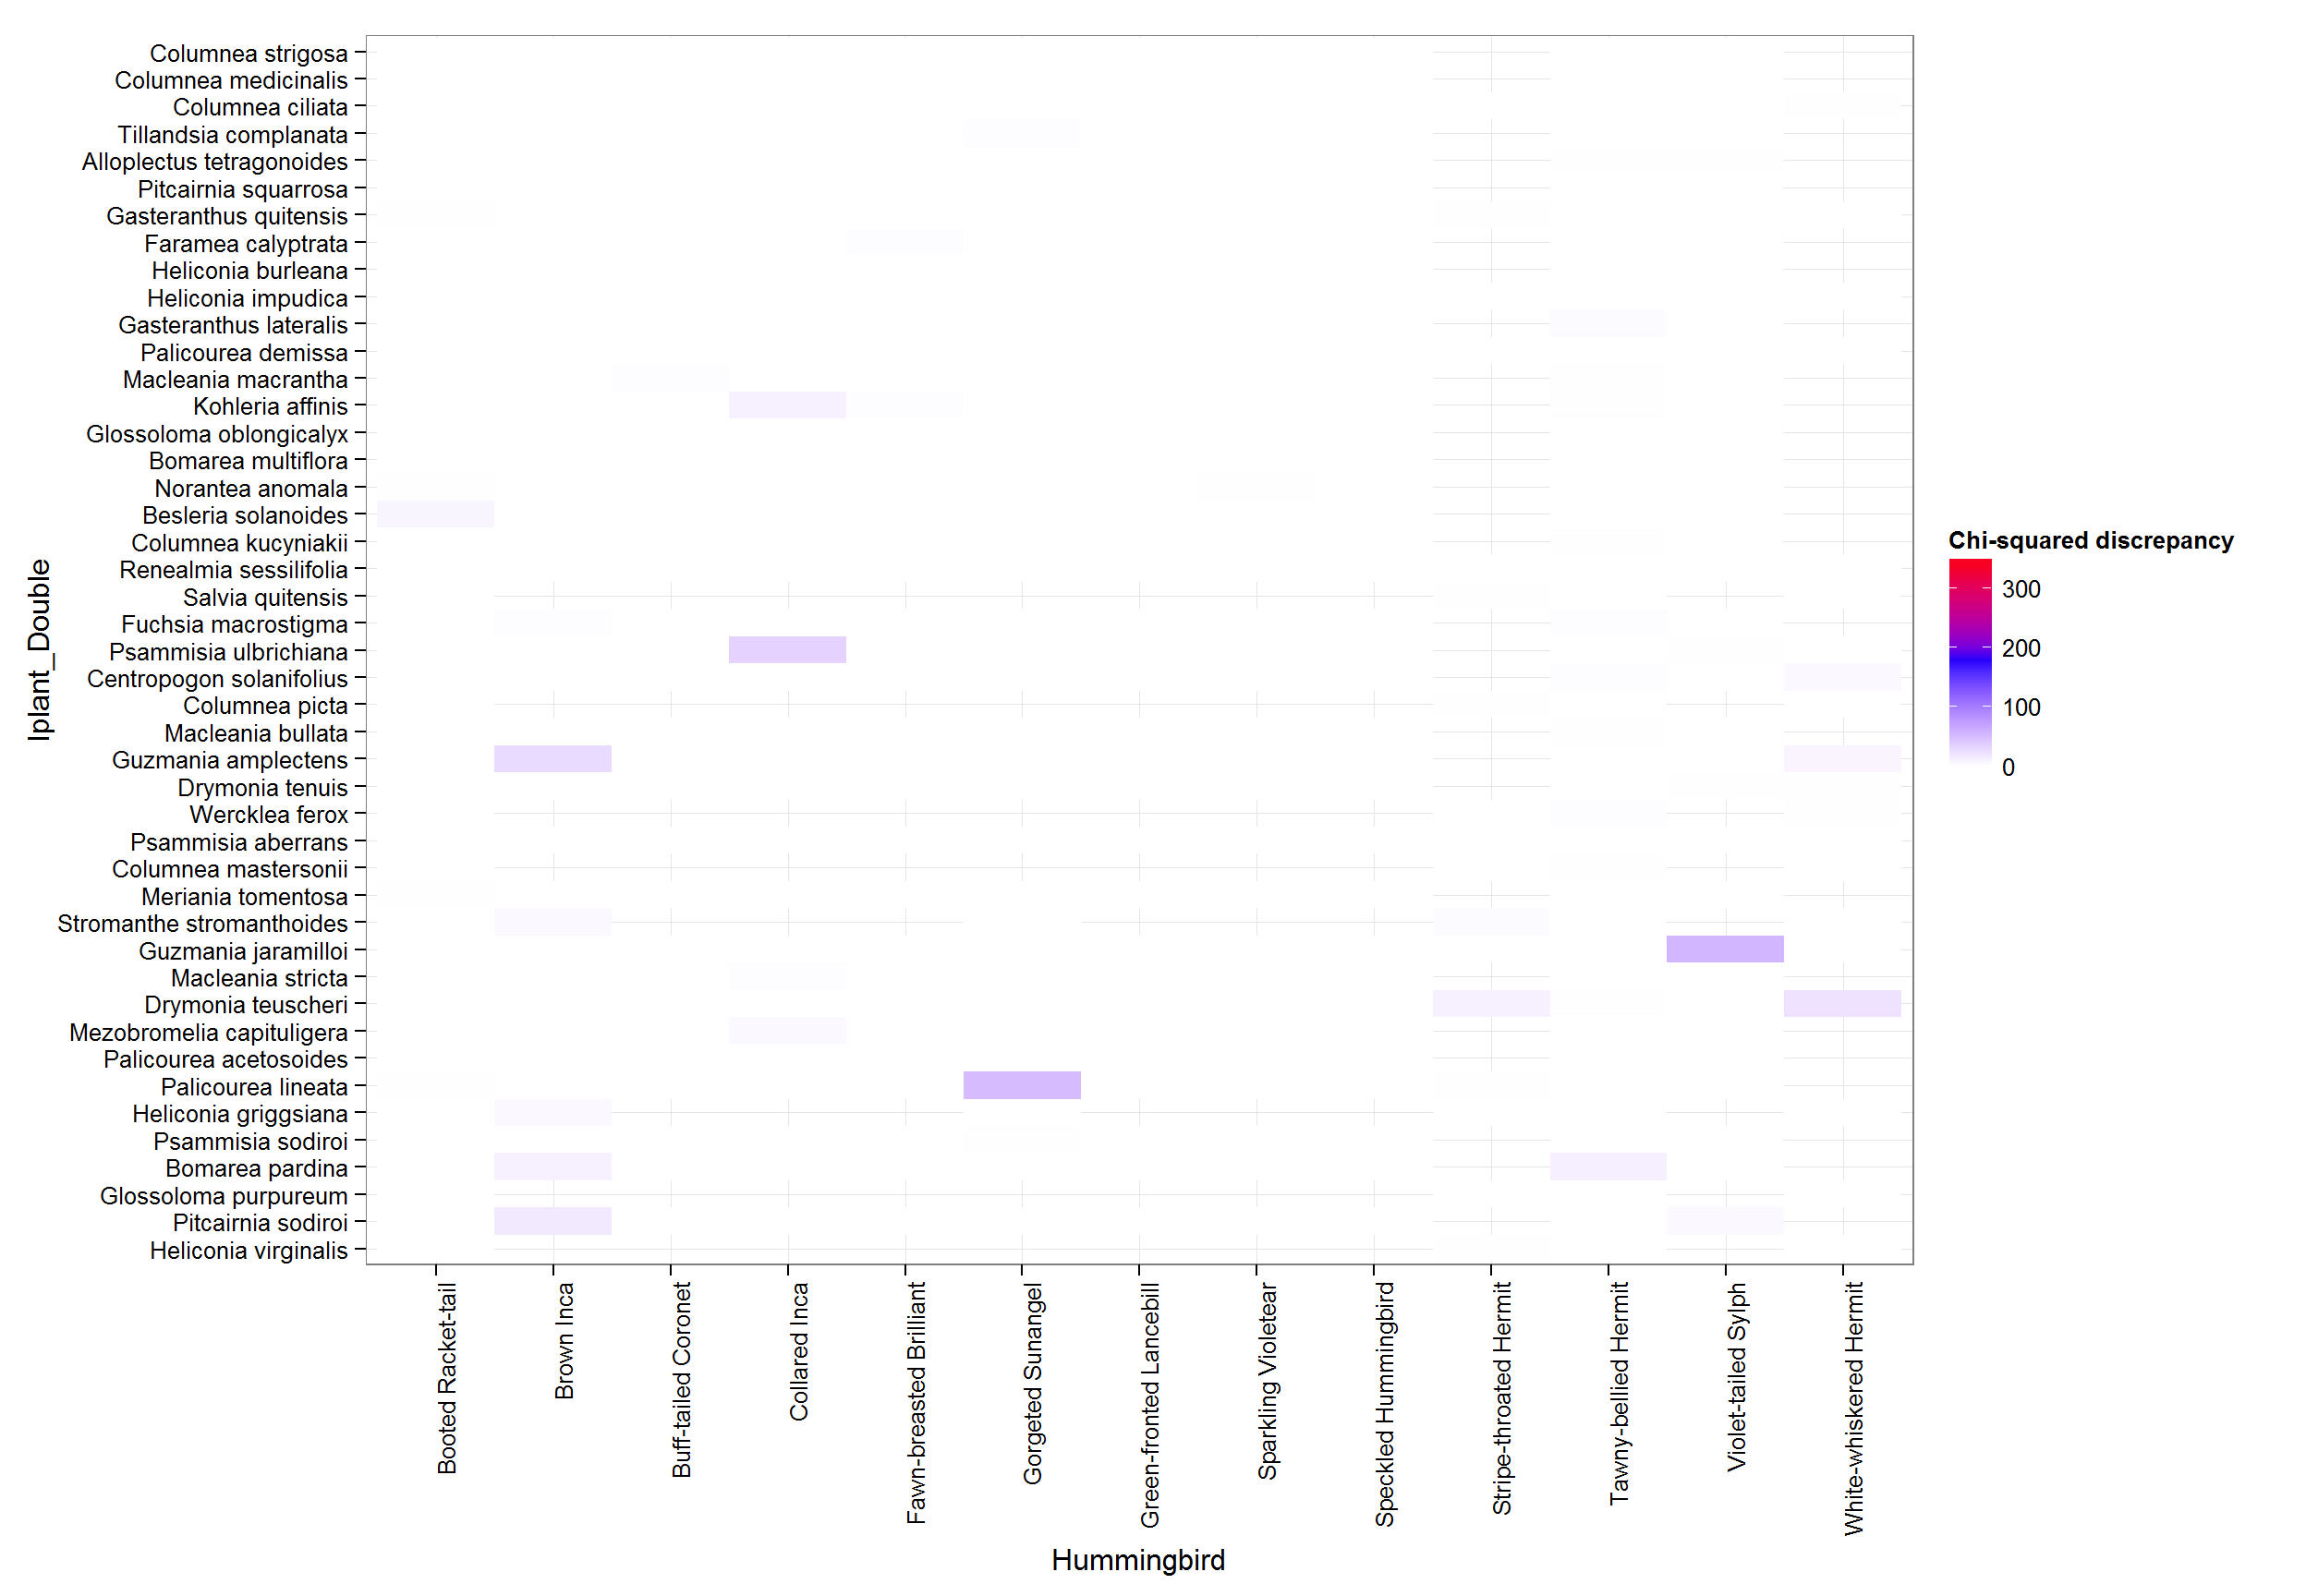 Columnea strigosa
Columnea medicinalis
Columnea ciliata
Tillandsia complanata
Alloplectus tetragonoides
Pitcairnia squarrosa
Gasteranthus quitensis
Faramea calyptrata
Heliconia burleana
Heliconia impudica
Gasteranthus lateralis
Palicourea demissa
Macleania macrantha
Kohleria affinis
Glossoloma oblongicalyx
Bomarea multiflora
Norantea anomala
Besleria solanoides
Columnea kucyniakii
Renealmia sessilifolia
Salvia quitensis
Fuchsia macrostigma
Psammisia ulbrichiana
Centropogon solanifolius
Columnea picta
Macleania bullata
Guzmania amplectens
Drymonia tenuis
Wercklea ferox
Psammisia aberrans
Columnea mastersonii
Meriania tomentosa
Stromanthe stromanthoides
Guzmania jaramilloi
Macleania stricta
Drymonia teuscheri
Mezobromelia capituligera
Palicourea acetosoides
Palicourea lineata
Heliconia griggsiana
Psammisia sodiroi
Bomarea pardina
Glossoloma purpureum
Pitcairnia sodiroi
Heliconia virginalis
Iplant_Double
Booted Racket-tail
Brown Inca
Buff-tailed Coronet
Collared Inca
Fawn-breasted Brilliant
Gorgeted Sunangel
Green-fronted Lancebill
Sparkling Violetear
Speckled Hummingbird
Stripe-throated Hermit
Tawny-bellied Hermit
Violet-tailed Sylph
White-whiskered Hermit
Hummingbird
Chi-squared discrepancy
300
200
100
0